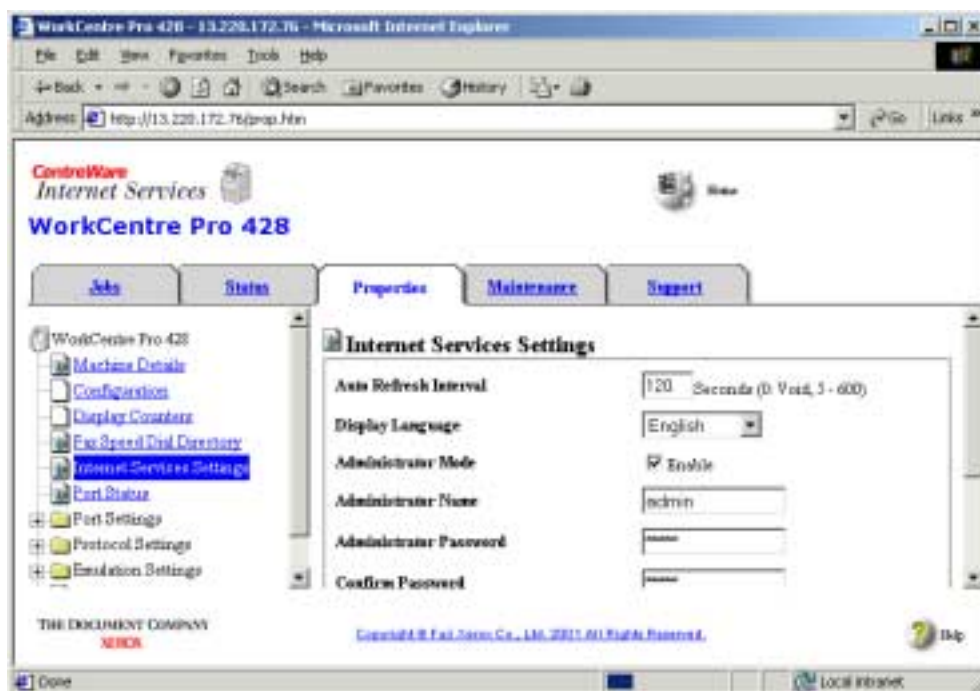 WorkCentre Pro 428 - 13.220.172.76 - Microsoft Internet Explorer
File Edit View Favorites Tools Help
Back Search Favorites History
Address http://13.220.172.76/prop.htm Go Links »
CentreWare
Internet Services
Home
WorkCentre Pro 428
Jobs Status Properties Maintenance Support
WorkCentre Pro 428
Machine Details
Configuration
Display Counters
Fax Speed Dial Directory
Internet Services Settings
Port Status
Port Settings
Protocol Settings
Emulation Settings
Internet Services Settings
Auto Refresh Interval 120 Seconds (0: Void, 5 - 600)
Display Language English
Administrator Mode Enable
Administrator Name admin
Administrator Password
Confirm Password
THE DOCUMENT COMPANY
XEROX
Copyright © Fuji Xerox Co., Ltd. 2001 All Rights Reserved.
Help
Done
Local intranet